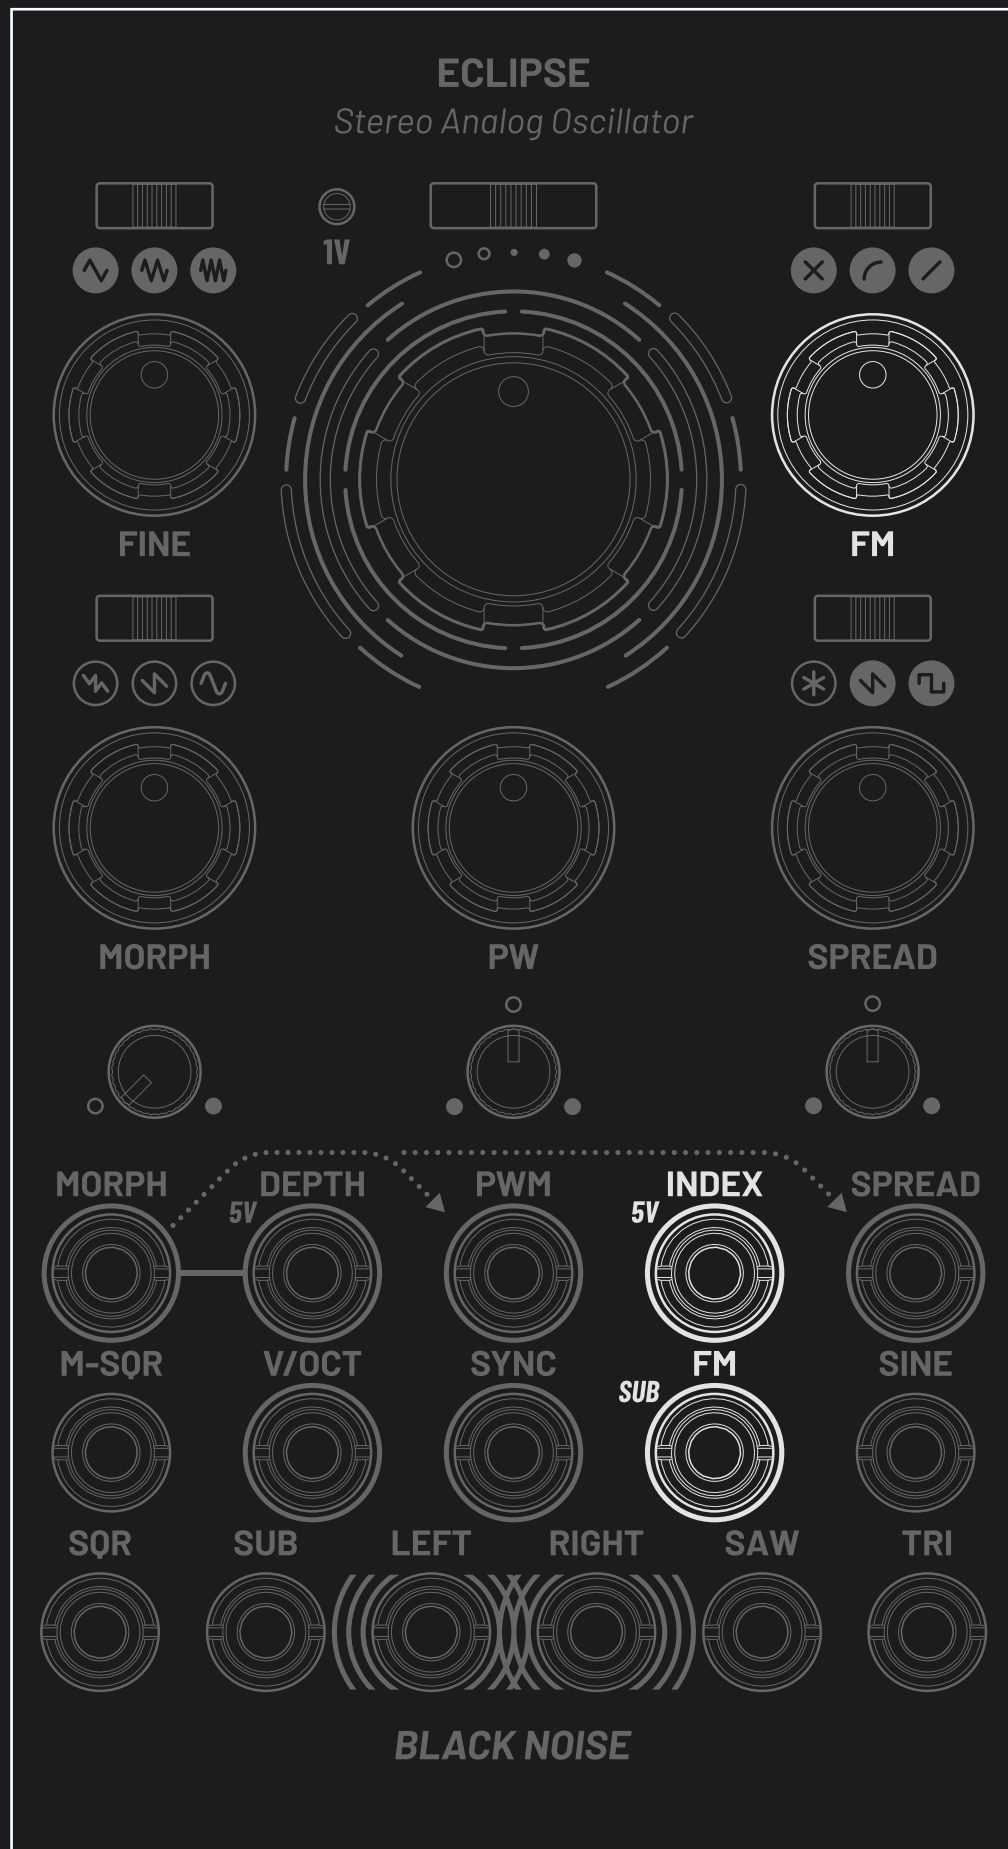 ECLIPSE
Stereo Analog Oscillator
1V
FINE
FM
MORPH
PW
SPREAD
MORPH
DEPTH
PWM
INDEX
SPREAD
5V
5V
M-SQR
V/OCT
SYNC
FM
SINE
SUB
SQR
SUB
LEFT
RIGHT
SAW
TRI
BLACK NOISE